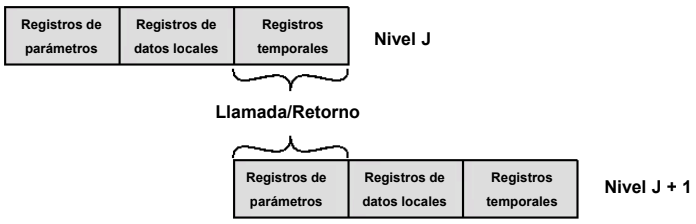 Registros de parámetros
Registros de datos locales
Registros temporales
Nivel J
Llamada/Retorno
Registros de parámetros
Registros de datos locales
Registros temporales
Nivel J + 1